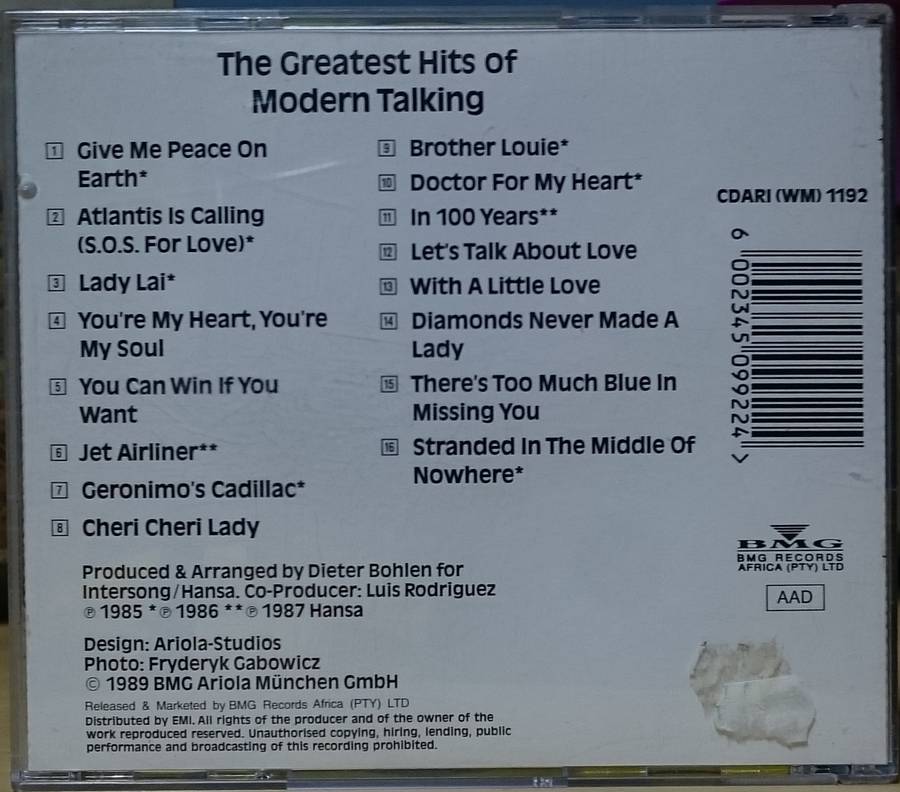 The Greatest Hits of
Modern Talking
1 Give Me Peace On
Earth*
2 Atlantis Is Calling
(S.O.S. For Love)*
3 Lady Lai*
4 You're My Heart, You're
My Soul
5 You Can Win If You
Want
6 Jet Airliner**
7 Geronimo's Cadillac*
8 Cheri Cheri Lady
9 Brother Louie*
10 Doctor For My Heart*
11 In 100 Years**
12 Let's Talk About Love
13 With A Little Love
14 Diamonds Never Made A
Lady
15 There's Too Much Blue In
Missing You
16 Stranded In The Middle Of
Nowhere*
CDARI (WM) 1192
6 002345 099224 >
BMG
BMG RECORDS
AFRICA (PTY) LTD
AAD
Produced & Arranged by Dieter Bohlen for
Intersong/Hansa. Co-Producer: Luis Rodriguez
℗ 1985 *℗ 1986 **℗ 1987 Hansa
Design: Ariola-Studios
Photo: Fryderyk Gabowicz
© 1989 BMG Ariola München GmbH
Released & Marketed by BMG Records Africa (PTY) LTD
Distributed by EMI. All rights of the producer and of the owner of the
work reproduced reserved. Unauthorised copying, hiring, lending, public
performance and broadcasting of this recording prohibited.